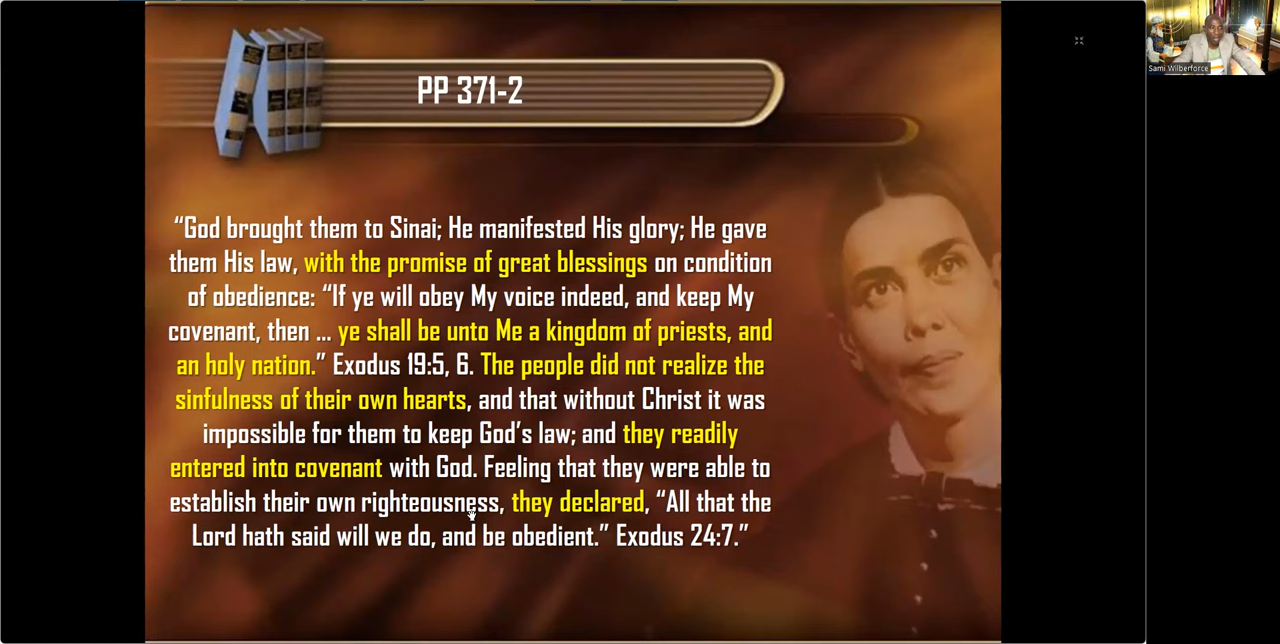 PP 371-2
“God brought them to Sinai; He manifested His glory; He gave
them His law, with the promise of great blessings on condition
of obedience: “If ye will obey My voice indeed, and keep My
covenant, then ... ye shall be unto Me a kingdom of priests, and
an holy nation.” Exodus 19:5, 6. The people did not realize the
sinfulness of their own hearts, and that without Christ it was
impossible for them to keep God’s law; and they readily
entered into covenant with God. Feeling that they were able to
establish their own righteousness, they declared, “All that the
Lord hath said will we do, and be obedient.” Exodus 24:7.”
Sami Wilberforce